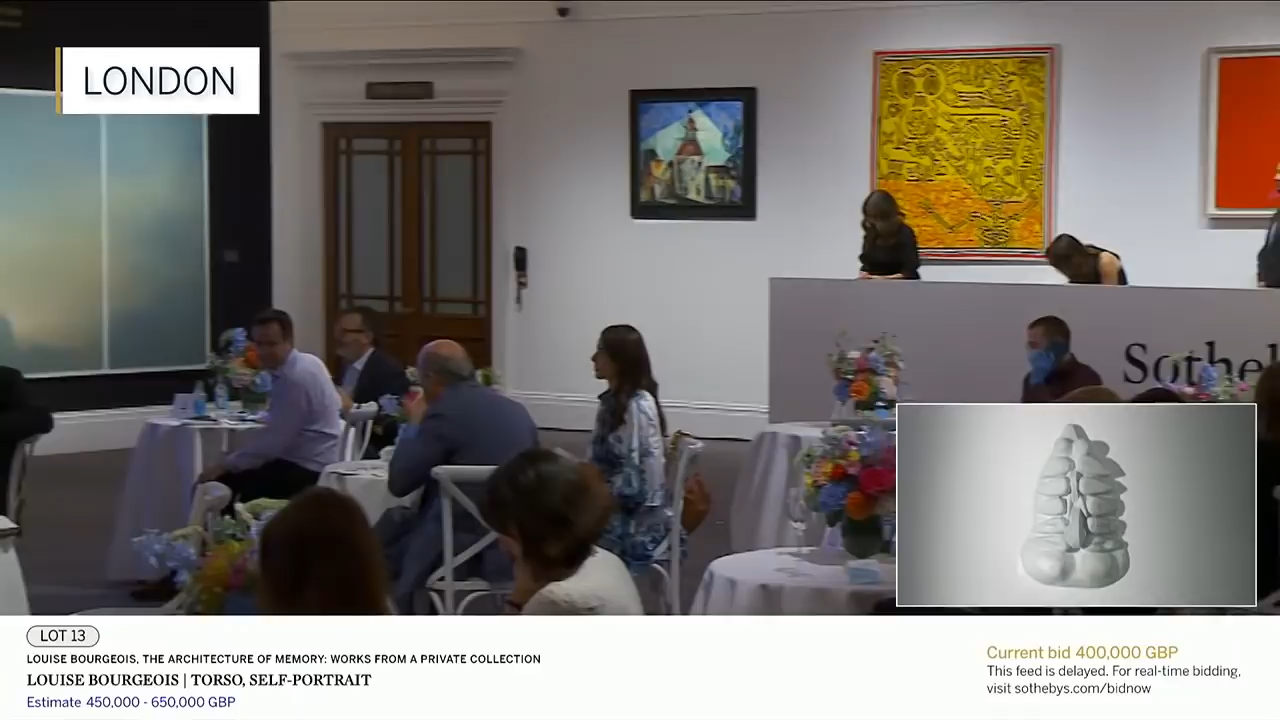 LONDON
Sothe
LOT 13
LOUISE BOURGEOIS, THE ARCHITECTURE OF MEMORY: WORKS FROM A PRIVATE COLLECTION
LOUISE BOURGEOIS | TORSO, SELF-PORTRAIT
Estimate 450,000 - 650,000 GBP
Current bid 400,000 GBP
This feed is delayed. For real-time bidding,
visit sothebys.com/bidnow